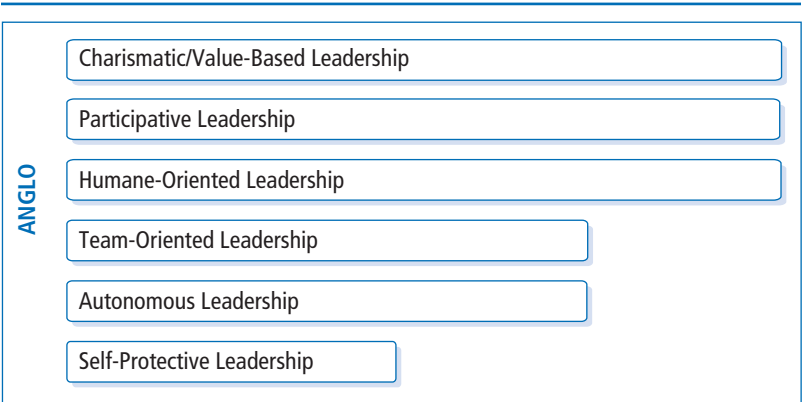 ANGLO
Charismatic/Value-Based Leadership
Participative Leadership
Humane-Oriented Leadership
Team-Oriented Leadership
Autonomous Leadership
Self-Protective Leadership